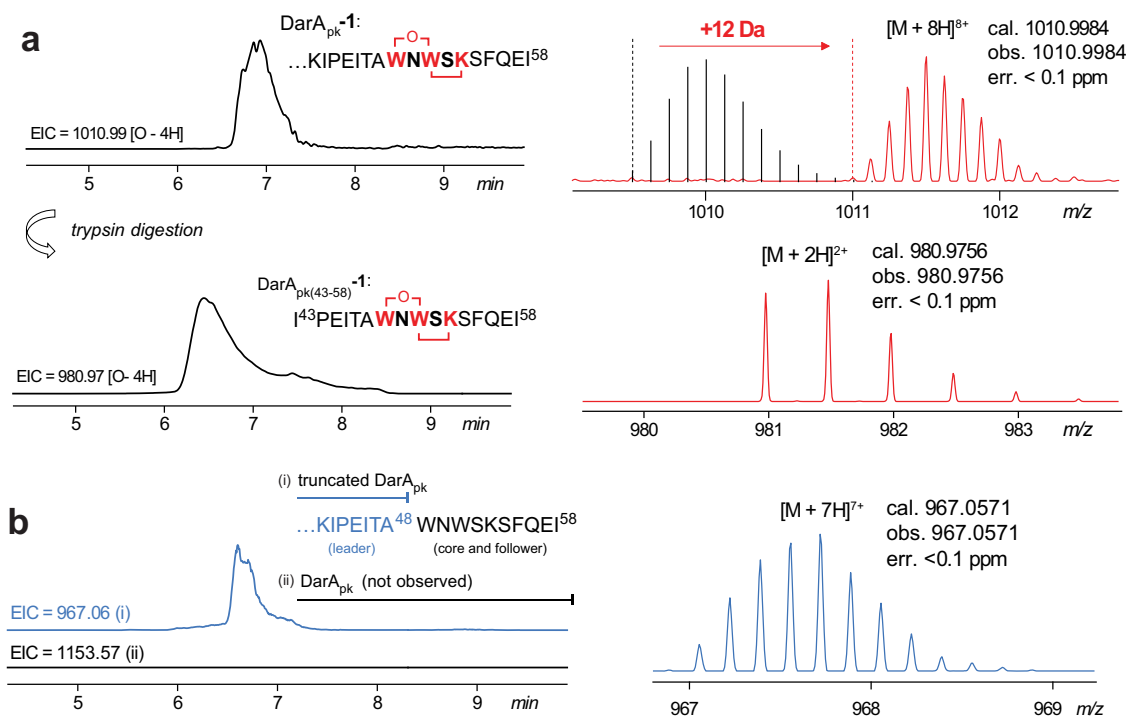 a
DarApk-1:
O
...KIPEITAWNWSKSFQEI58
EIC = 1010.99 [O - 4H]
5 6 7 8 9 min
+12 Da
[M + 8H]8+
cal. 1010.9984
obs. 1010.9984
err. < 0.1 ppm
1010 1011 1012 m/z
trypsin digestion
DarApk(43-58)-1:
O
I43PEITAWNWSKSFQEI58
EIC = 980.97 [O- 4H]
5 6 7 8 9 min
[M + 2H]2+
cal. 980.9756
obs. 980.9756
err. < 0.1 ppm
980 981 982 983 m/z
b
(i) truncated DarApk
...KIPEITA48 WNWSKSFQEI58
(leader) (core and follower)
(ii) DarApk (not observed)
EIC = 967.06 (i)
EIC = 1153.57 (ii)
5 6 7 8 9 min
[M + 7H]7+
cal. 967.0571
obs. 967.0571
err. <0.1 ppm
967 968 969 m/z